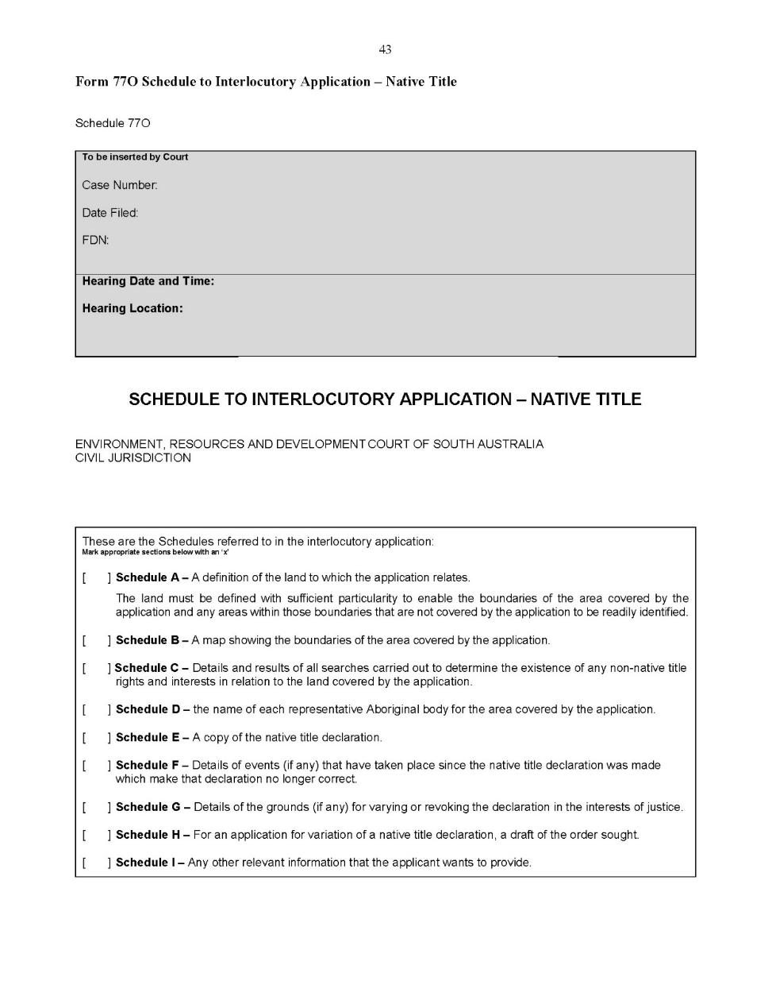 43
Form 77O Schedule to Interlocutory Application – Native Title
Schedule 77O
To be inserted by Court
Case Number:
Date Filed:
FDN:
Hearing Date and Time:
Hearing Location:
SCHEDULE TO INTERLOCUTORY APPLICATION – NATIVE TITLE
ENVIRONMENT, RESOURCES AND DEVELOPMENT COURT OF SOUTH AUSTRALIA
CIVIL JURISDICTION
These are the Schedules referred to in the interlocutory application:
Mark appropriate sections below with an ‘x’
[ ] Schedule A – A definition of the land to which the application relates.
The land must be defined with sufficient particularity to enable the boundaries of the area covered by the
application and any areas within those boundaries that are not covered by the application to be readily identified.
[ ] Schedule B – A map showing the boundaries of the area covered by the application.
[ ] Schedule C – Details and results of all searches carried out to determine the existence of any non-native title
rights and interests in relation to the land covered by the application.
[ ] Schedule D – the name of each representative Aboriginal body for the area covered by the application.
[ ] Schedule E – A copy of the native title declaration.
[ ] Schedule F – Details of events (if any) that have taken place since the native title declaration was made
which make that declaration no longer correct.
[ ] Schedule G – Details of the grounds (if any) for varying or revoking the declaration in the interests of justice.
[ ] Schedule H – For an application for variation of a native title declaration, a draft of the order sought.
[ ] Schedule I – Any other relevant information that the applicant wants to provide.